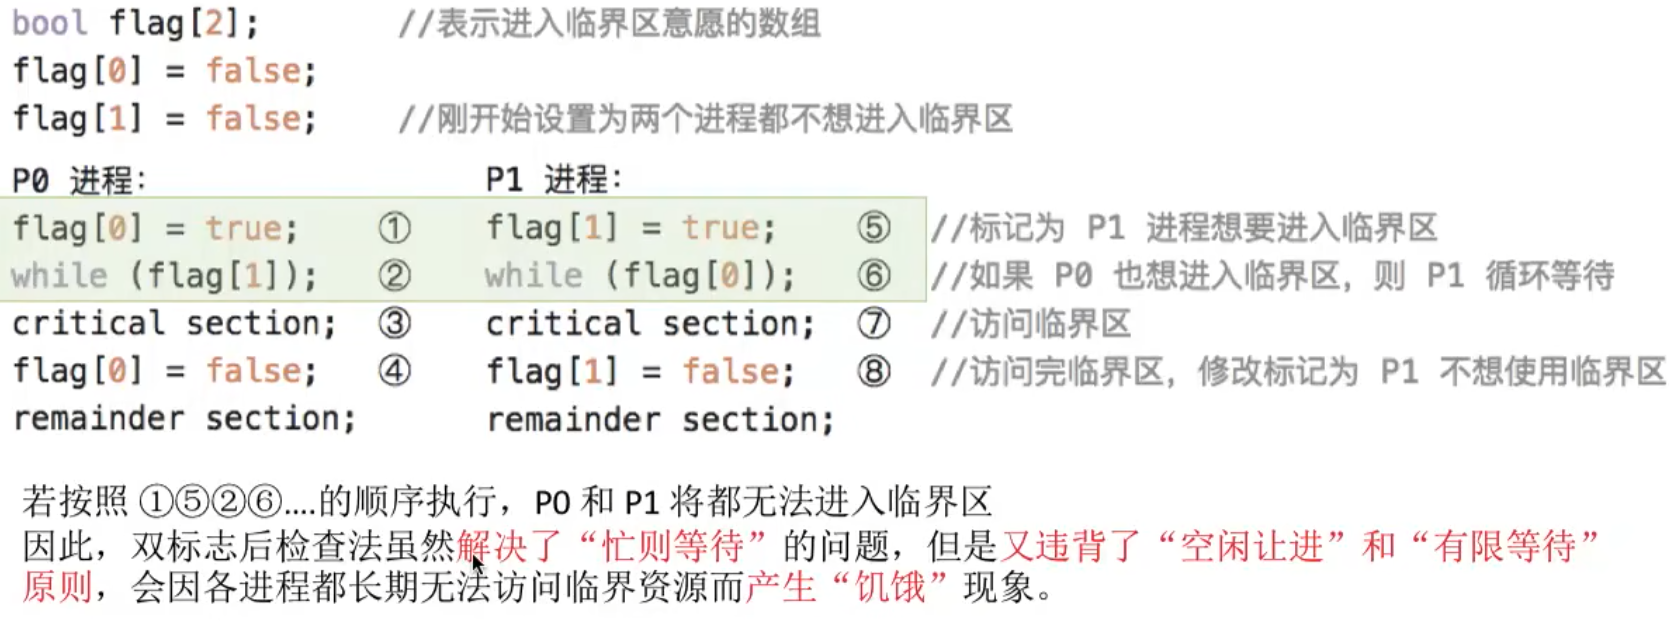 bool flag[2]; //表示进入临界区意愿的数组
flag[0] = false;
flag[1] = false; //刚开始设置为两个进程都不想进入临界区
P0 进程: P1 进程:
flag[0] = true; ① flag[1] = true; ⑤ //标记为 P1 进程想要进入临界区
while (flag[1]); ② while (flag[0]); ⑥ //如果 P0 也想进入临界区，则 P1 循环等待
critical section; ③ critical section; ⑦ //访问临界区
flag[0] = false; ④ flag[1] = false; ⑧ //访问完临界区，修改标记为 P1 不想使用临界区
remainder section; remainder section;
若按照 ①⑤②⑥....的顺序执行，P0 和 P1 将都无法进入临界区
因此，双标志后检查法虽然解决了“忙则等待”的问题，但是又违背了“空闲让进”和“有限等待”
原则，会因各进程都长期无法访问临界资源而产生“饥饿”现象。